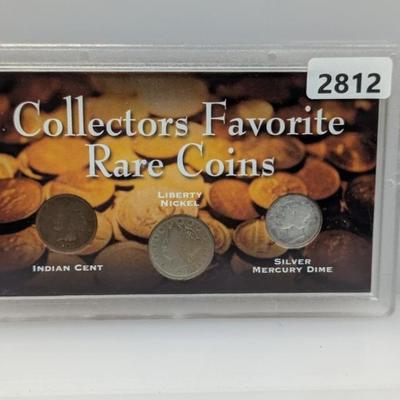 2812
Collectors Favorite
Rare Coins
LIBERTY
NICKEL
INDIAN CENT
SILVER
MERCURY DIME